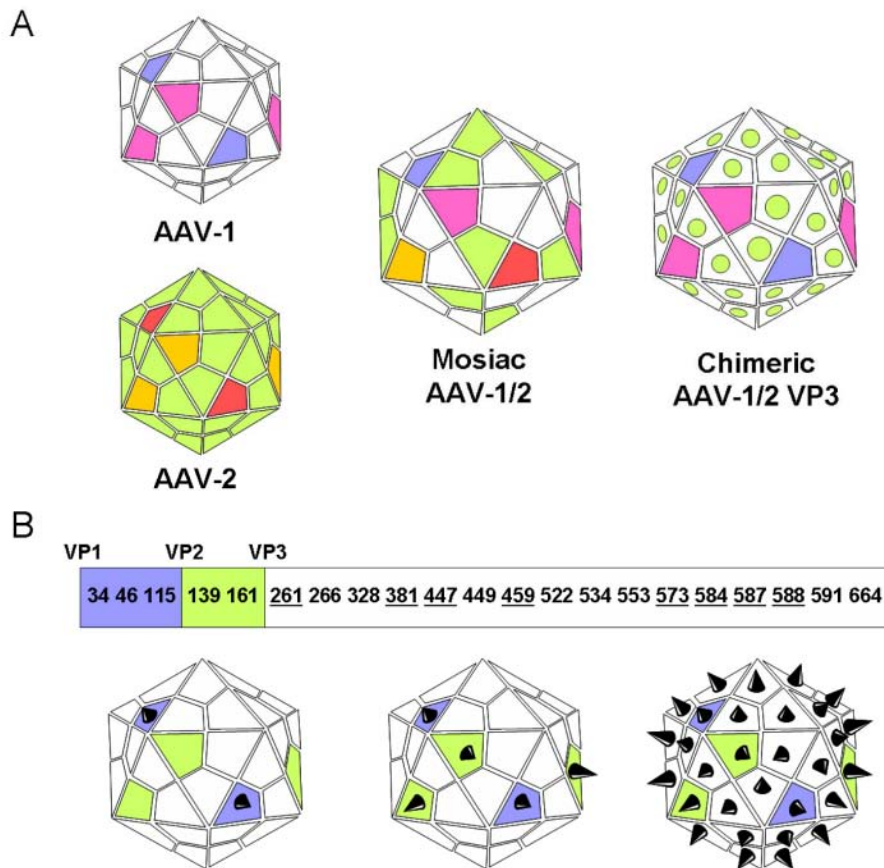 A
AAV-1
AAV-2
Mosiac
AAV-1/2
Chimeric
AAV-1/2 VP3
B
VP1 VP2 VP3
34 46 115 139 161 261 266 328 381 447 449 459 522 534 553 573 584 587 588 591 664